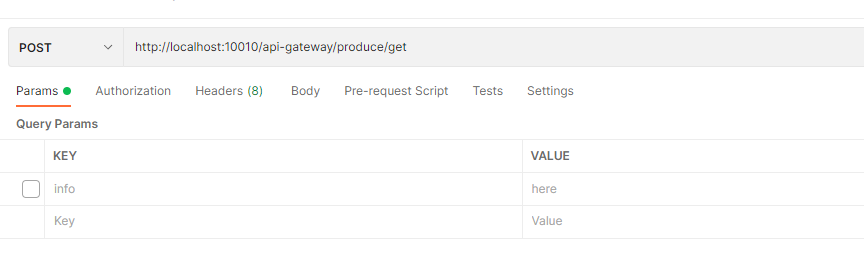 POST http://localhost:10010/api-gateway/produce/get
Params Authorization Headers (8) Body Pre-request Script Tests Settings
Query Params
KEY VALUE
info here
Key Value